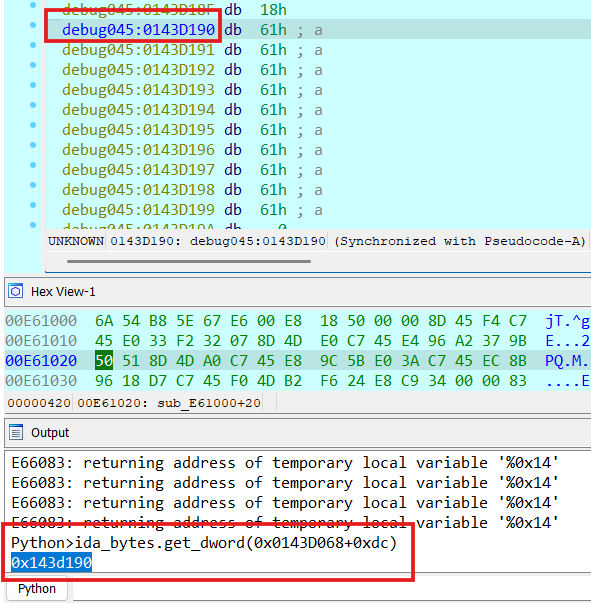 debug045:0143D18F db 18h
debug045:0143D190 db 61h ; a
debug045:0143D191 db 61h ; a
debug045:0143D192 db 61h ; a
debug045:0143D193 db 61h ; a
debug045:0143D194 db 61h ; a
debug045:0143D195 db 61h ; a
debug045:0143D196 db 61h ; a
debug045:0143D197 db 61h ; a
debug045:0143D198 db 61h ; a
debug045:0143D199 db 61h ; a
debug045:0143D19A db 0
UNKNOWN 0143D190: debug045:0143D190 (Synchronized with Pseudocode-A)
Hex View-1
00E61000 6A 54 B8 5E 67 E6 00 E8 18 50 00 00 8D 45 F4 C7 jT.^g
00E61010 45 E0 33 F2 32 07 8D 4D E0 C7 45 E4 96 A2 37 9B E...2
00E61020 50 51 8D 4D A0 C7 45 E8 9C 5B E0 3A C7 45 EC 8B PQ.M.
00E61030 96 18 D7 C7 45 F0 4D B2 F6 24 E8 C9 34 00 00 83 ....E
00000420 00E61020: sub_E61000+20
Output
E66083: returning address of temporary local variable '%0x14'
E66083: returning address of temporary local variable '%0x14'
E66083: returning address of temporary local variable '%0x14'
E66083: returning address of temporary local variable '%0x14'
Python>ida_bytes.get_dword(0x0143D068+0xdc)
0x143d190
Python